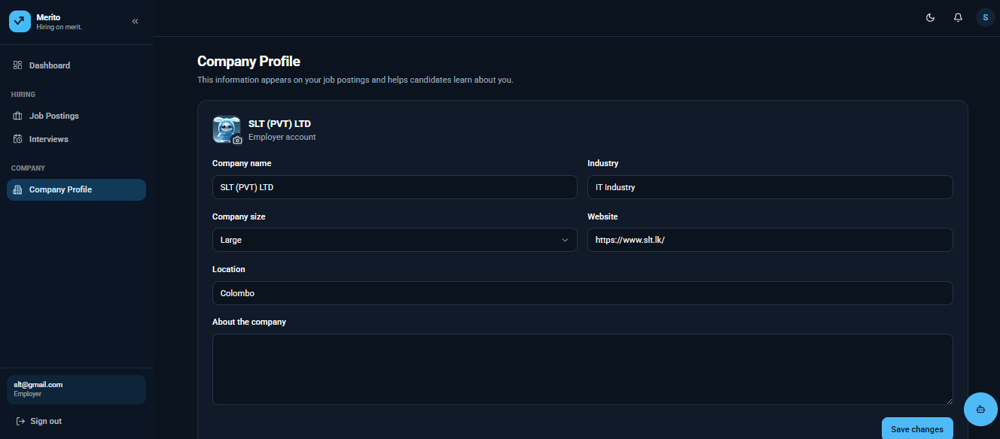 Merito
Hiring on merit.
S
Dashboard
HIRING
Job Postings
Interviews
COMPANY
Company Profile
slt@gmail.com
Employer
Sign out
Company Profile
This information appears on your job postings and helps candidates learn about you.
SLT (PVT) LTD
Employer account
Company name
SLT (PVT) LTD
Industry
IT Industry
Company size
Large
Website
https://www.slt.lk/
Location
Colombo
About the company
Save changes